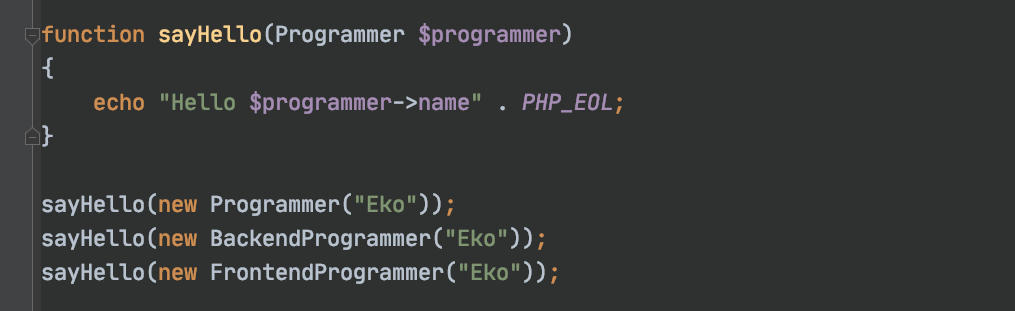 function sayHello(Programmer $programmer)
{
    echo "Hello $programmer->name" . PHP_EOL;
}
sayHello(new Programmer("Eko"));
sayHello(new BackendProgrammer("Eko"));
sayHello(new FrontendProgrammer("Eko"));